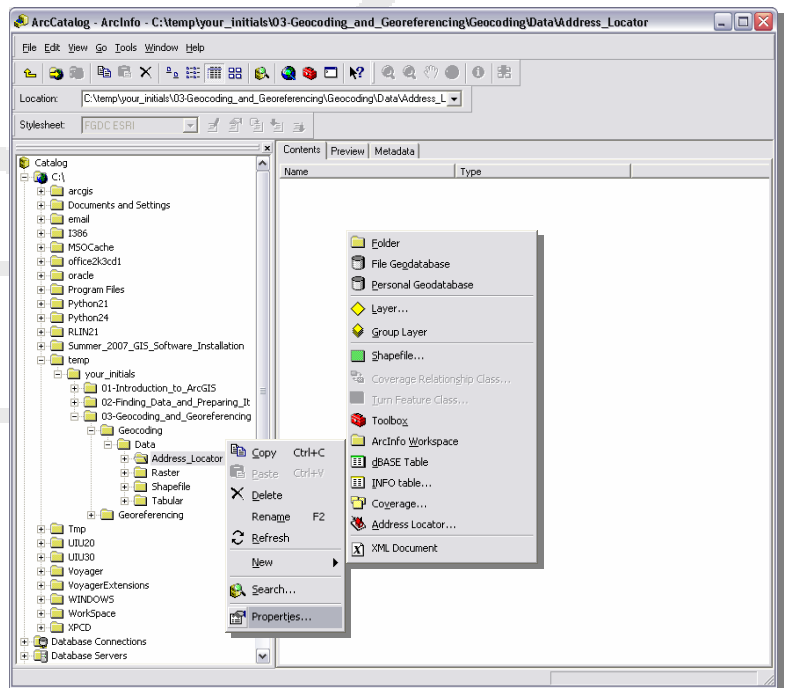 ArcCatalog - ArcInfo - C:\temp\your_initials\03-Geocoding_and_Georeferencing\Geocoding\Data\Address_Locator
File Edit View Go Tools Window Help
Location: C:\temp\your_initials\03-Geocoding_and_Georeferencing\Geocoding\Data\Address_L
Stylesheet: FGDC ESRI
Contents Preview Metadata
Name Type
Catalog
C:\
arcgis
Documents and Settings
email
I386
MSOCache
office2k3cd1
oracle
Program Files
Python21
Python24
RLIN21
Summer_2007_GIS_Software_Installation
temp
your_initials
01-Introduction_to_ArcGIS
02-Finding_Data_and_Preparing_It
03-Geocoding_and_Georeferencing
Geocoding
Data
Address_Locator
Raster
Shapefile
Tabular
Georeferencing
Tmp
UIU20
UIU30
Voyager
VoyagerExtensions
WINDOWS
WorkSpace
XPCD
Database Connections
Database Servers
Copy Ctrl+C
Paste Ctrl+V
Delete
Rename F2
Refresh
New
Search...
Properties...
Folder
File Geodatabase
Personal Geodatabase
Layer...
Group Layer
Shapefile...
Coverage Relationship Class...
Turn Feature Class...
Toolbox
ArcInfo Workspace
dBASE Table
INFO table...
Coverage...
Address Locator...
XML Document